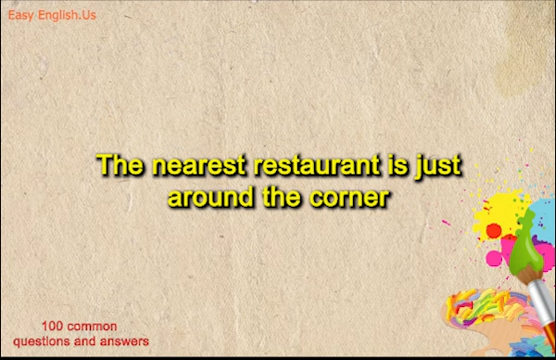 Easy English.Us
The nearest restaurant is just
around the corner
100 common
questions and answers